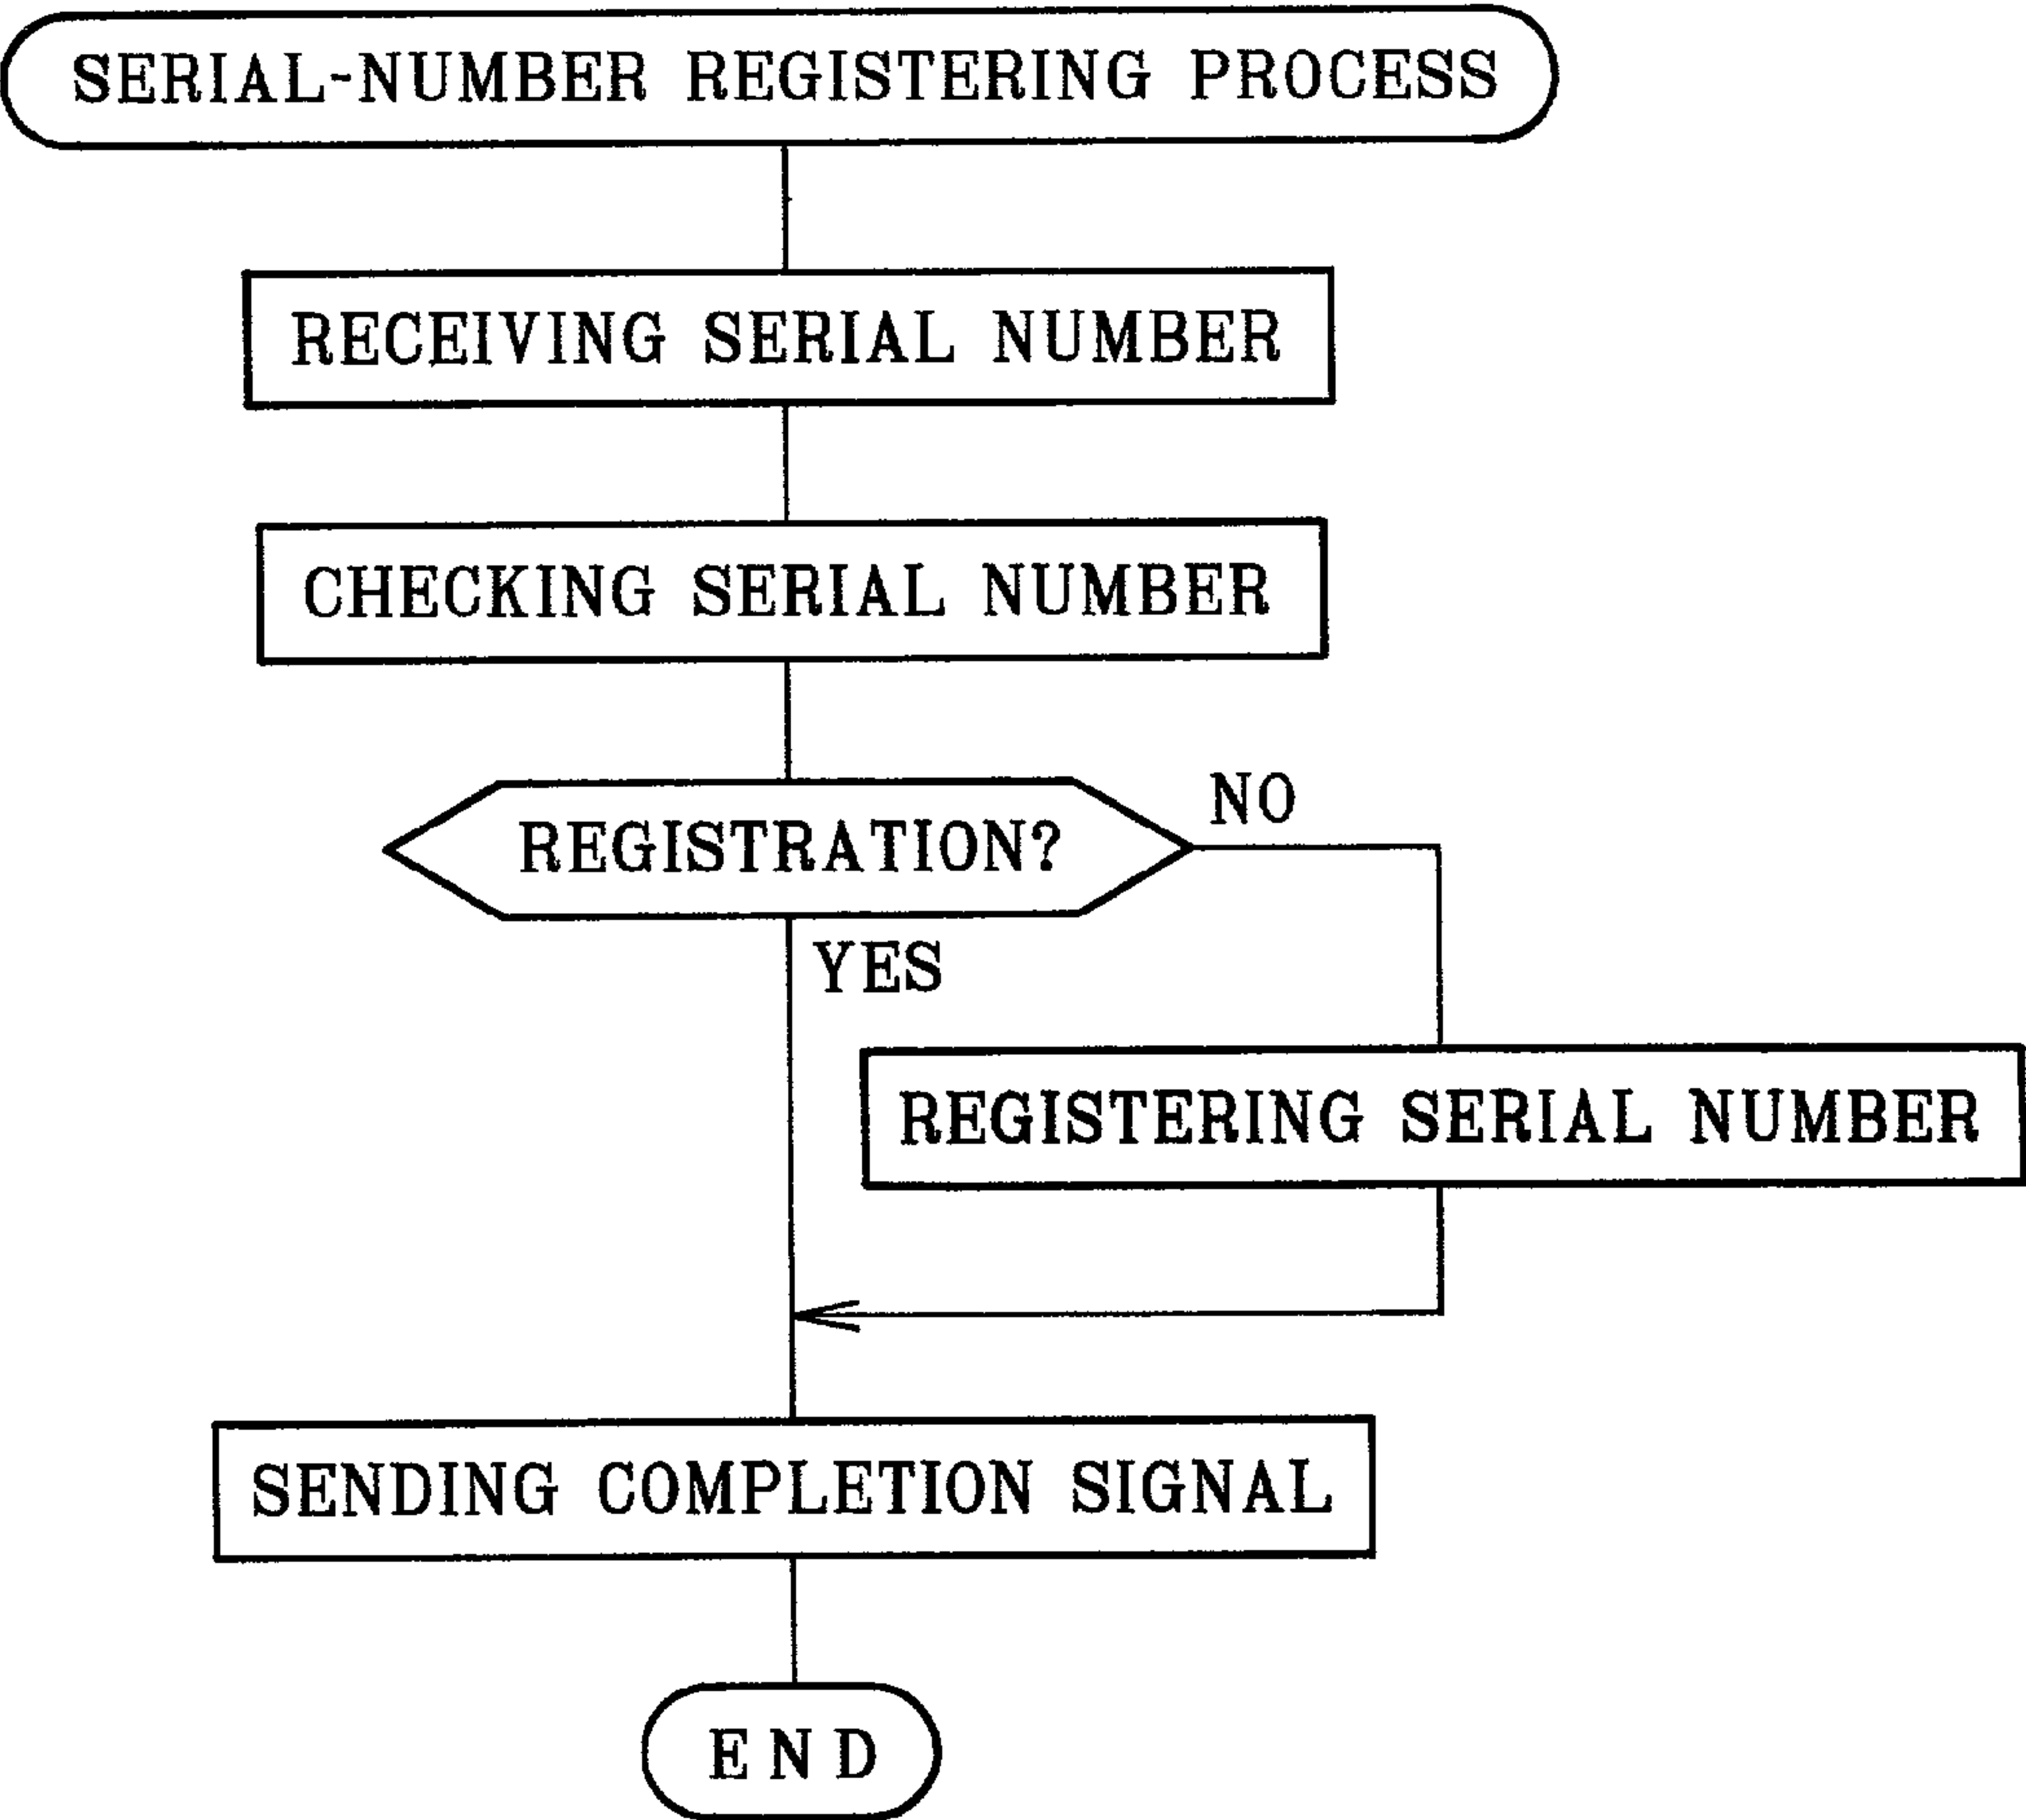 SERIAL-NUMBER REGISTERING PROCESS
RECEIVING SERIAL NUMBER
CHECKING SERIAL NUMBER
REGISTRATION?
NO
YES
REGISTERING SERIAL NUMBER
SENDING COMPLETION SIGNAL
END